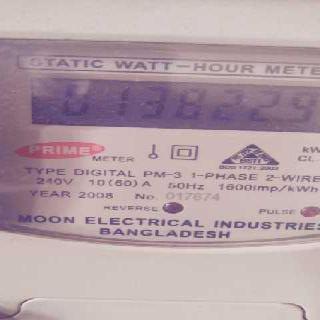 STATIC WATT-HOUR METE
PRIME
METER
kW
CL.
TYPE DIGITAL PM-3 1-PHASE 2-WIRE
240V 10(60)A 50Hz 1600imp/kWh
YEAR 2008 No. 017674
REVERSE PULSE
MOON ELECTRICAL INDUSTRIES
BANGLADESH